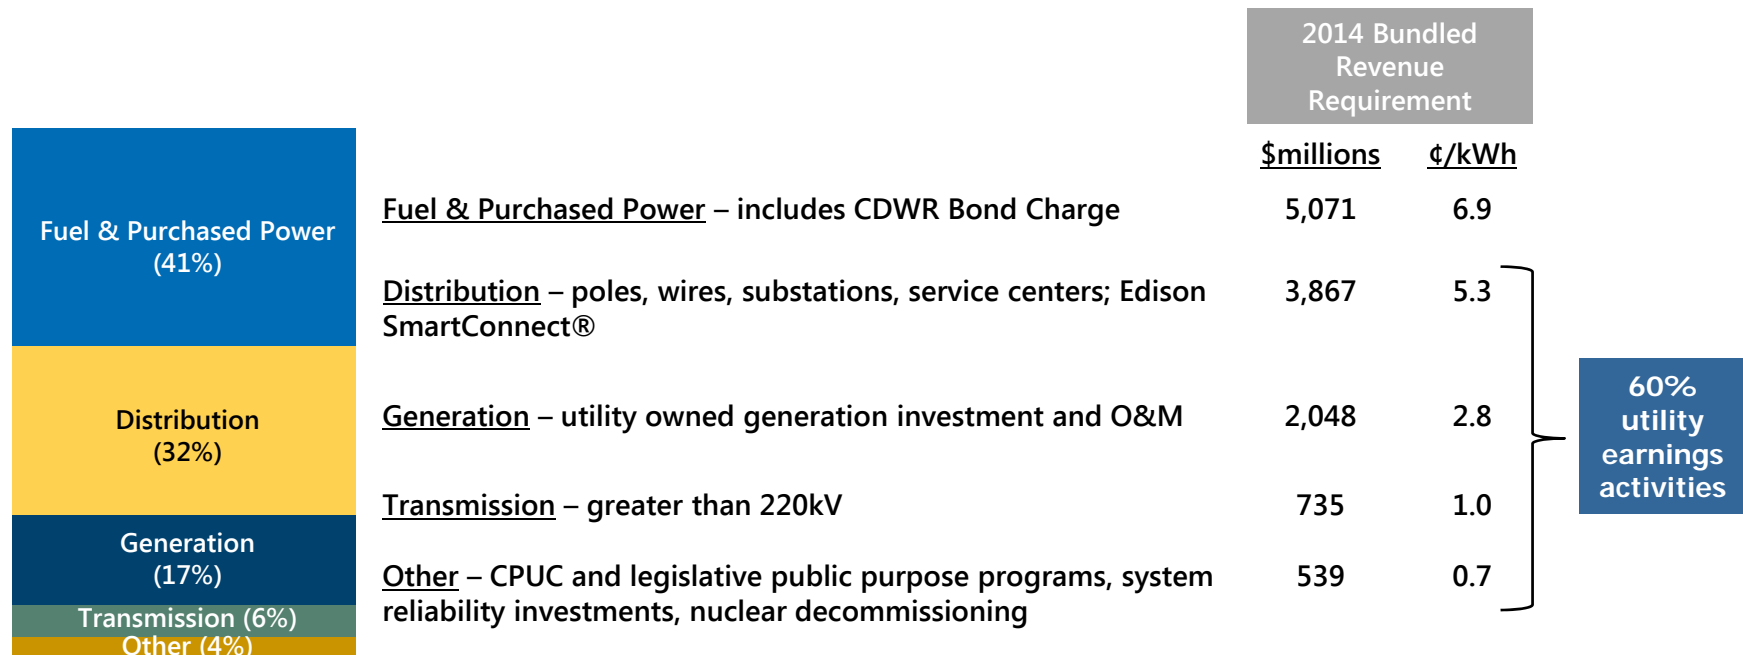 2014 Bundled
Revenue
Requirement
$millions ¢/kWh
Fuel & Purchased Power
(41%)
Fuel & Purchased Power – includes CDWR Bond Charge 5,071 6.9
Distribution – poles, wires, substations, service centers; Edison 3,867 5.3
SmartConnect®
Distribution
(32%)
Generation – utility owned generation investment and O&M 2,048 2.8
60%
utility
earnings
activities
Transmission – greater than 220kV 735 1.0
Generation
(17%)
Other – CPUC and legislative public purpose programs, system 539 0.7
reliability investments, nuclear decommissioning
Transmission (6%)
Other (4%)